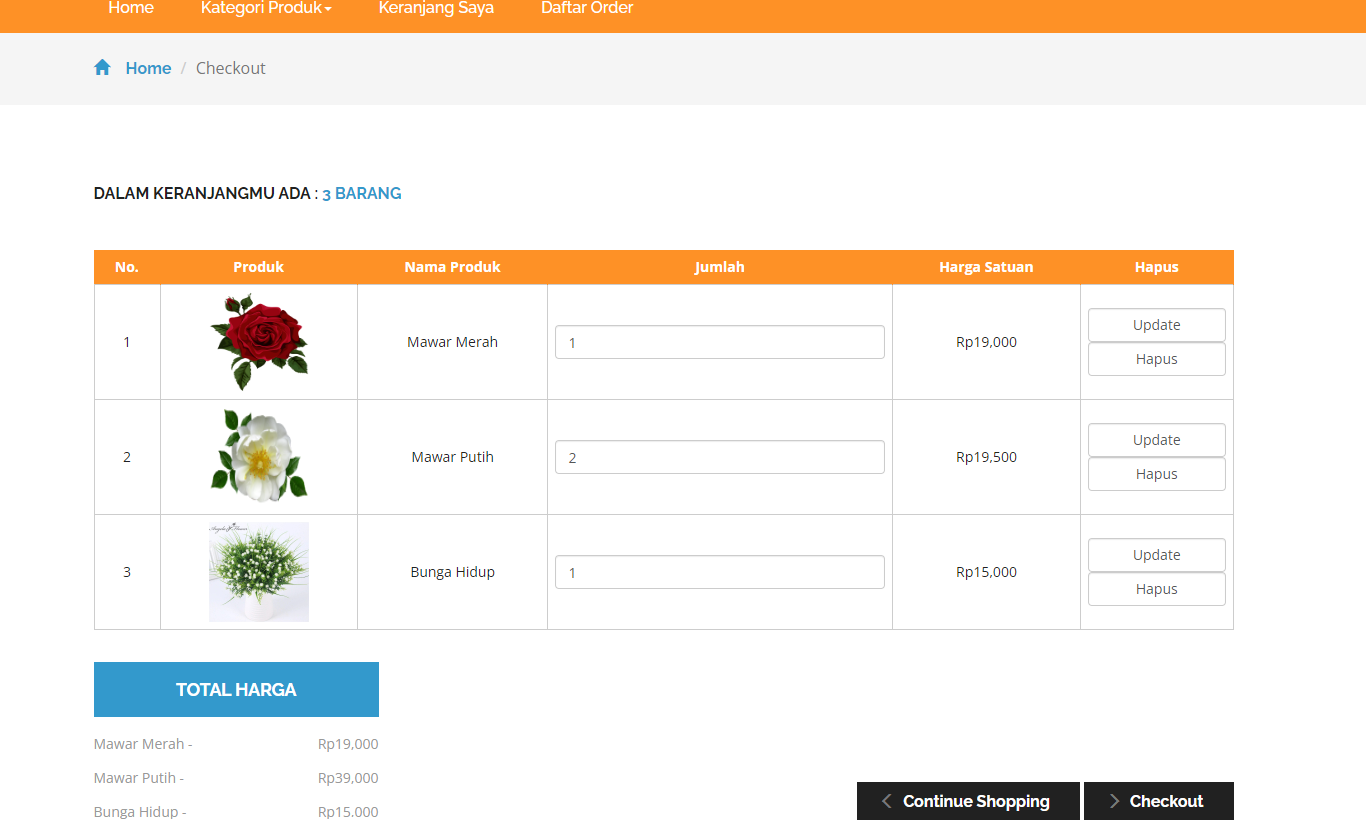 Home Kategori Produk Keranjang Saya Daftar Order
Home / Checkout
DALAM KERANJANGMU ADA : 3 BARANG
No. Produk Nama Produk Jumlah Harga Satuan Hapus
1 Mawar Merah 1 Rp19,000 Update
Hapus
2 Mawar Putih 2 Rp19,500 Update
Hapus
3 Bunga Hidup 1 Rp15,000 Update
Hapus
TOTAL HARGA
Mawar Merah - Rp19,000
Mawar Putih - Rp39,000
Bunga Hidup - Rp15.000
Continue Shopping Checkout